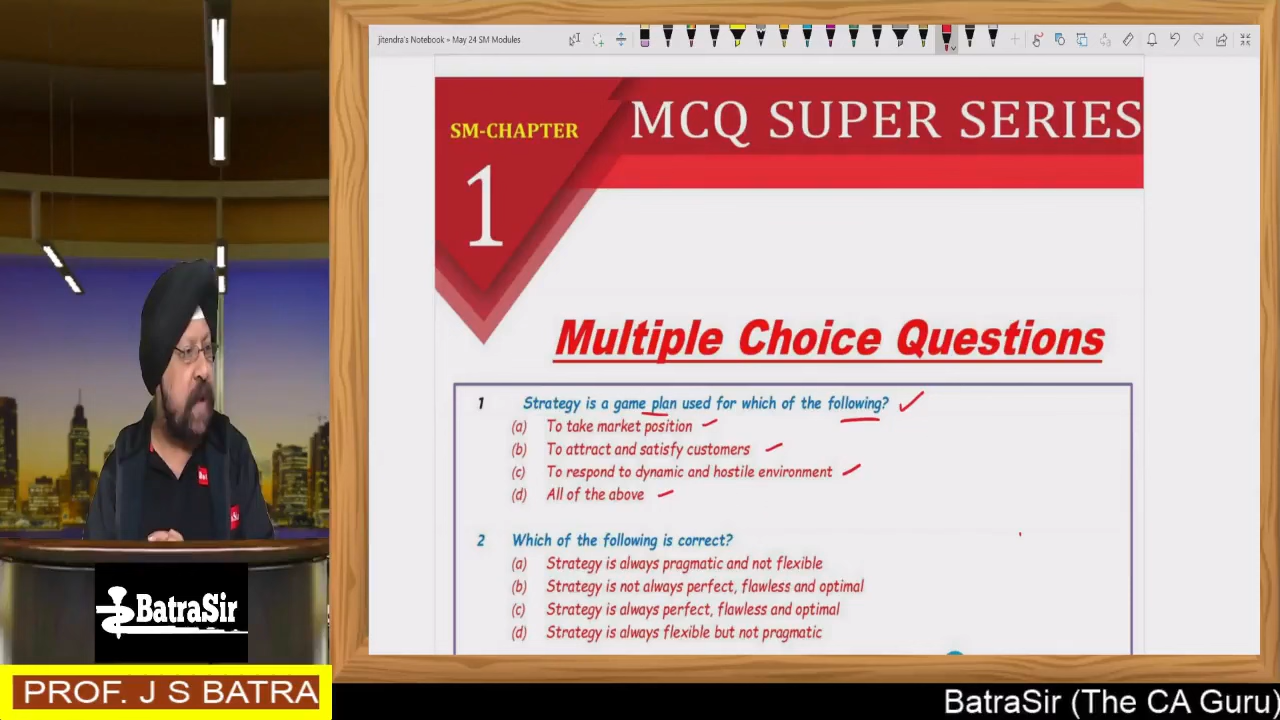 jitendra's Notebook » May 24 SM Modules
SM-CHAPTER
1
MCQ SUPER SERIES
Multiple Choice Questions
1 Strategy is a game plan used for which of the following?
(a) To take market position
(b) To attract and satisfy customers
(c) To respond to dynamic and hostile environment
(d) All of the above
2 Which of the following is correct?
(a) Strategy is always pragmatic and not flexible
(b) Strategy is not always perfect, flawless and optimal
(c) Strategy is always perfect, flawless and optimal
(d) Strategy is always flexible but not pragmatic
BatraSir
PROF. J S BATRA
BatraSir (The CA Guru)